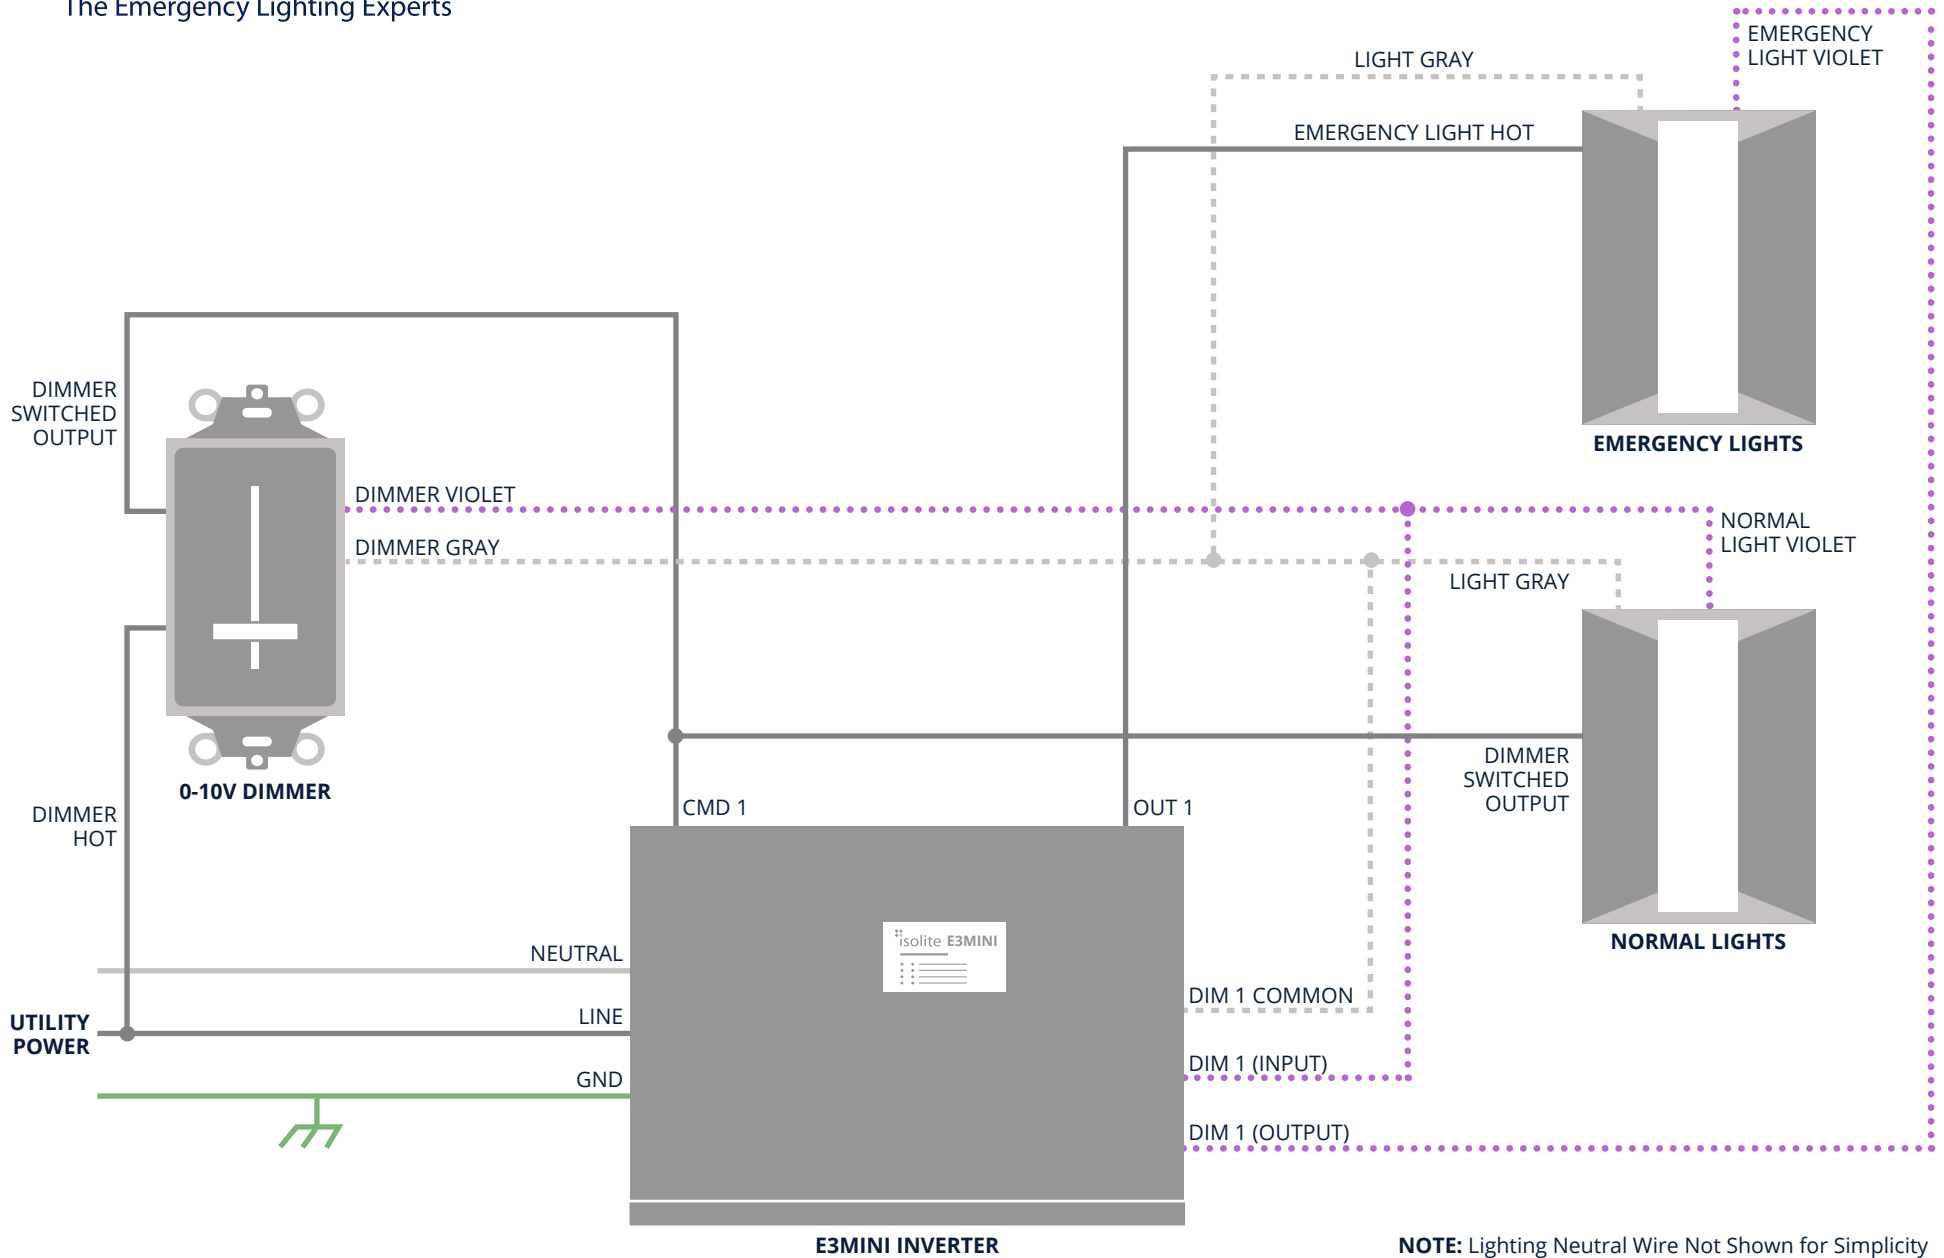 The Emergency Lighting Experts
EMERGENCY
LIGHT VIOLET
LIGHT GRAY
EMERGENCY LIGHT HOT
EMERGENCY LIGHTS
DIMMER
SWITCHED
OUTPUT
DIMMER VIOLET
DIMMER GRAY
NORMAL
LIGHT VIOLET
LIGHT GRAY
0-10V DIMMER
DIMMER
SWITCHED
OUTPUT
DIMMER
HOT
CMD 1
OUT 1
NORMAL LIGHTS
NEUTRAL
isolite E3MINI
UTILITY
POWER
LINE
DIM 1 COMMON
GND
DIM 1 (INPUT)
DIM 1 (OUTPUT)
E3MINI INVERTER
NOTE: Lighting Neutral Wire Not Shown for Simplicity